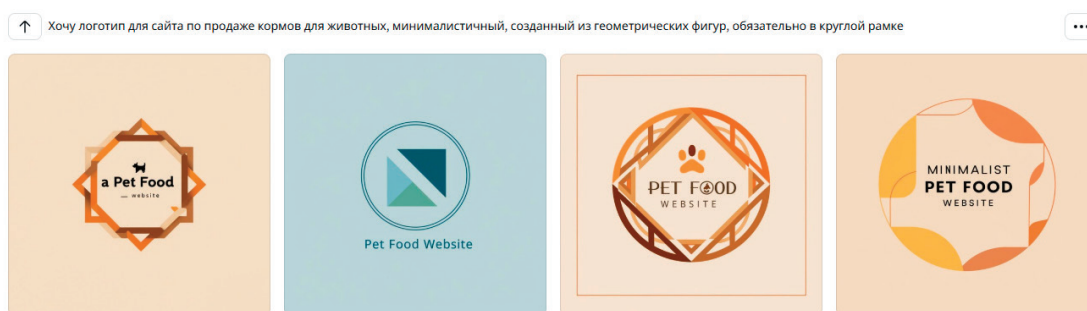 Хочу логотип для сайта по продаже кормов для животных, минималистичный, созданный из геометрических фигур, обязательно в круглой рамке
a Pet Food
website
Pet Food Website
PET FOOD
WEBSITE
MINIMALIST
PET FOOD
WEBSITE